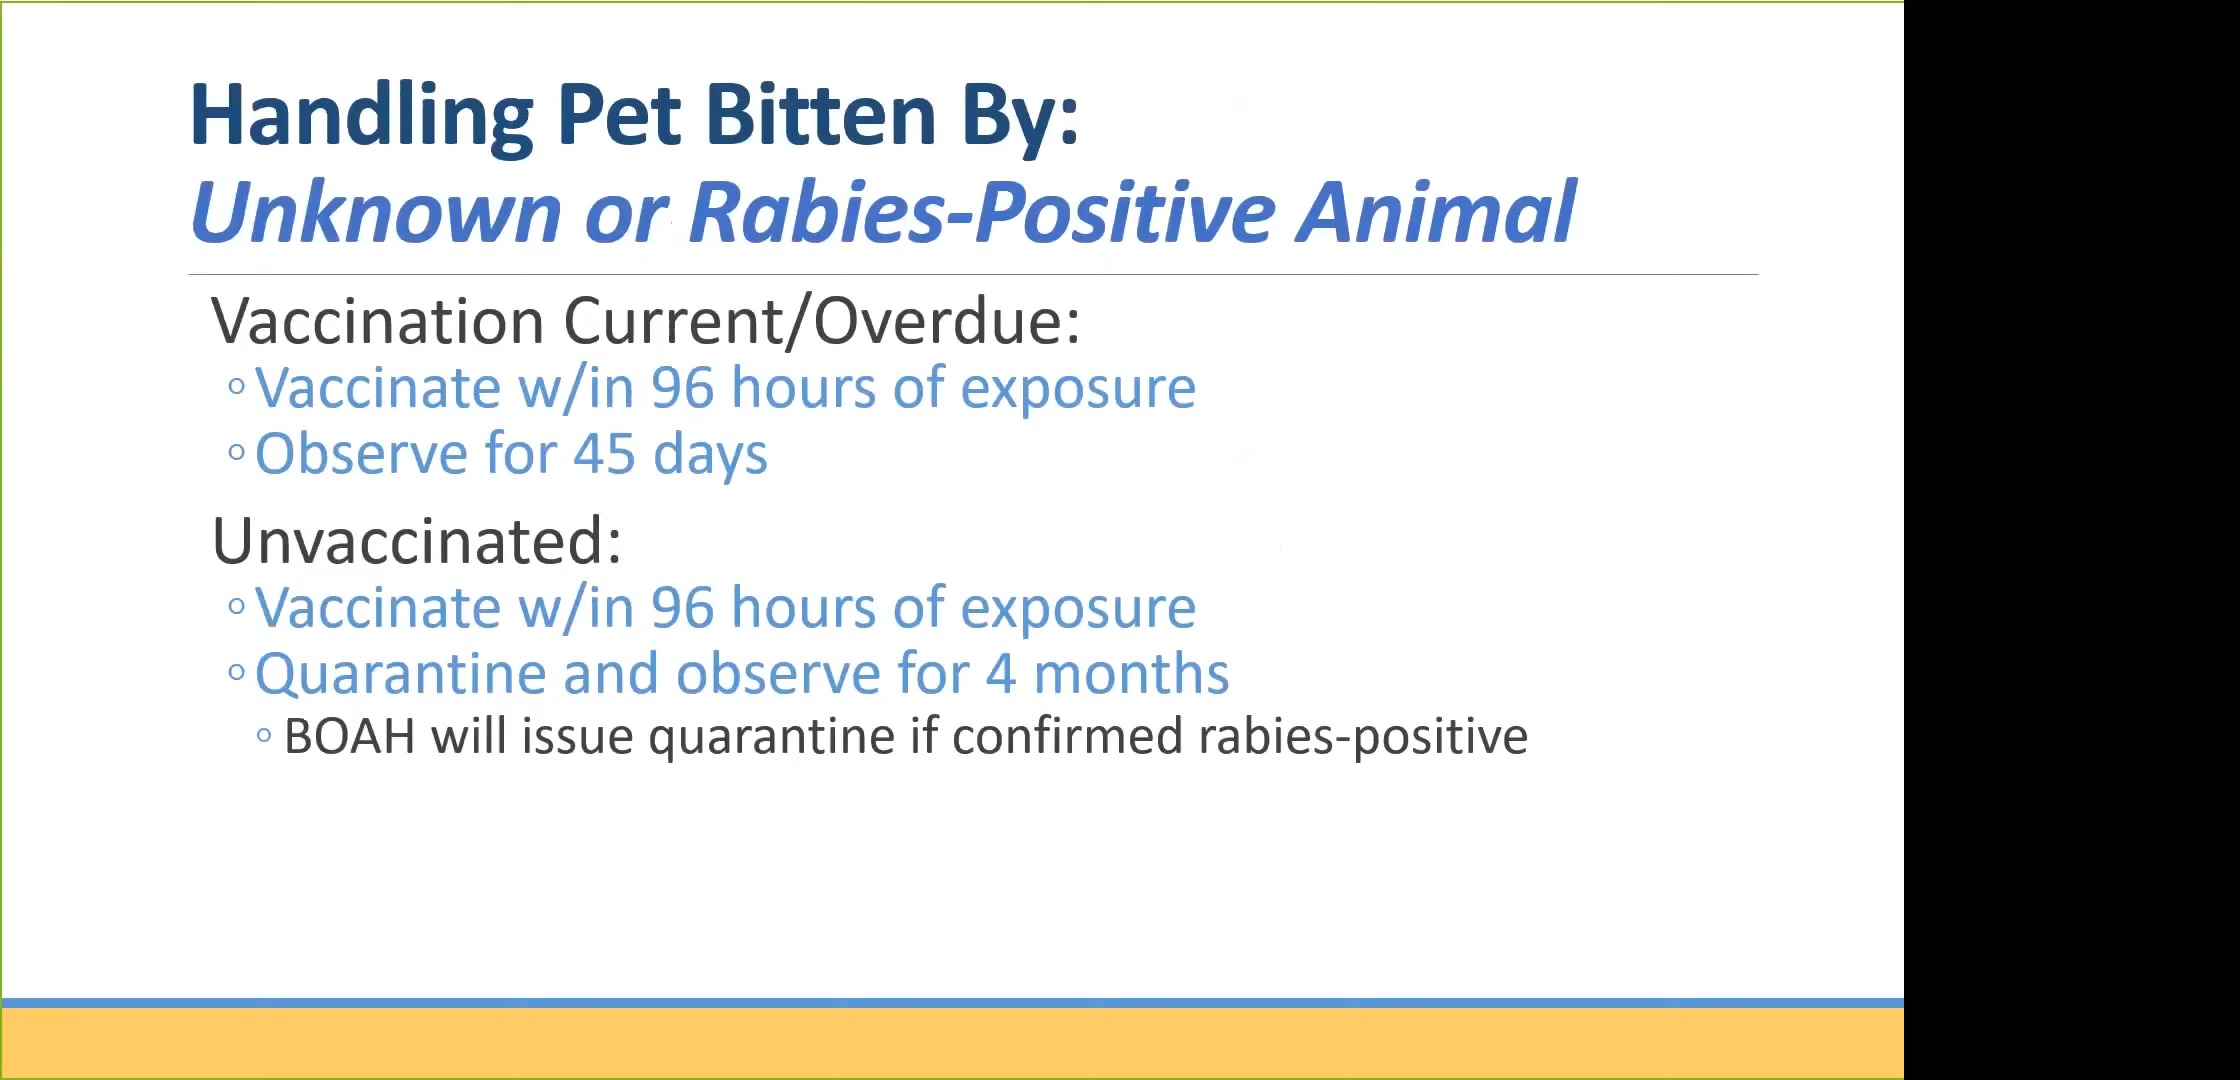 Handling Pet Bitten By:
Unknown or Rabies-Positive Animal
Vaccination Current/Overdue:
◦Vaccinate w/in 96 hours of exposure
◦Observe for 45 days
Unvaccinated:
◦Vaccinate w/in 96 hours of exposure
◦Quarantine and observe for 4 months
◦BOAH will issue quarantine if confirmed rabies-positive